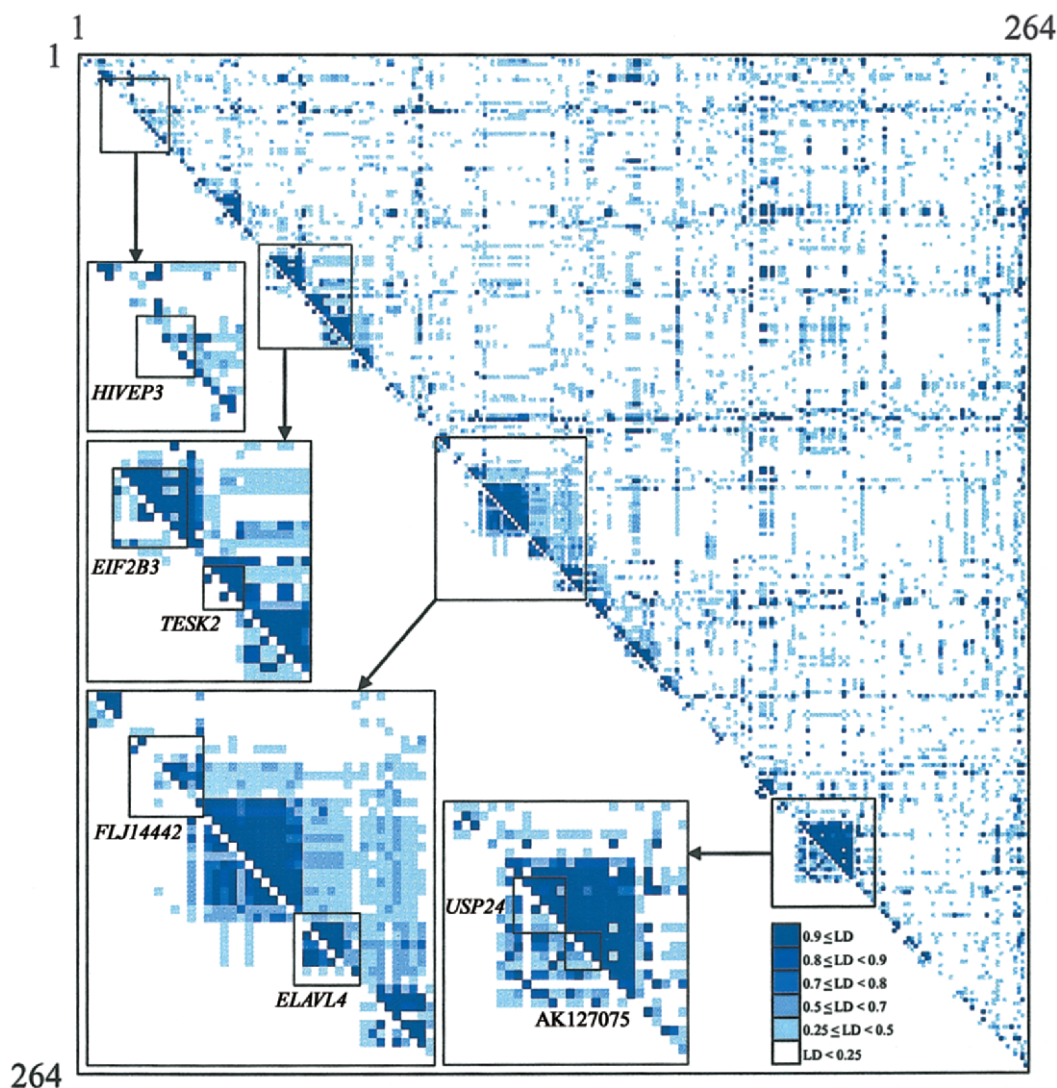 1
264
1
HIVEP3
EIF2B3
TESK2
FLJ14442
ELAVL4
USP24
AK127075
0.9 ≤ LD
0.8 ≤ LD < 0.9
0.7 ≤ LD < 0.8
0.5 ≤ LD < 0.7
0.25 ≤ LD < 0.5
LD < 0.25
264